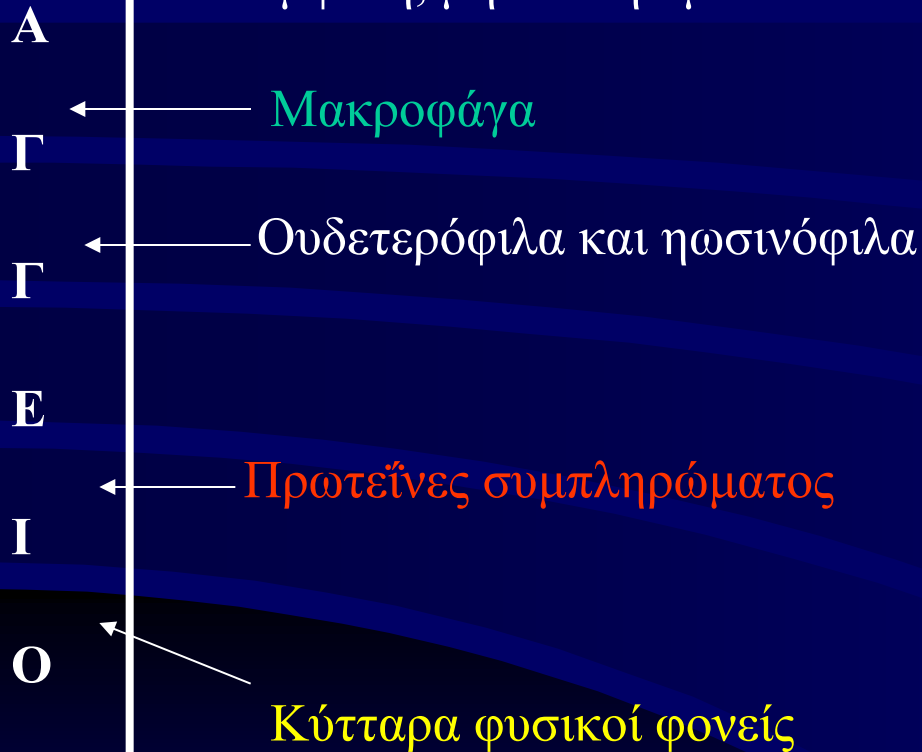 Α
Μακροφάγα
Γ
Ουδετερόφιλα και ηωσινόφιλα
Γ
Ε
Πρωτεΐνες συμπληρώματος
Ι
Ο
Κύτταρα φυσικοί φονείς